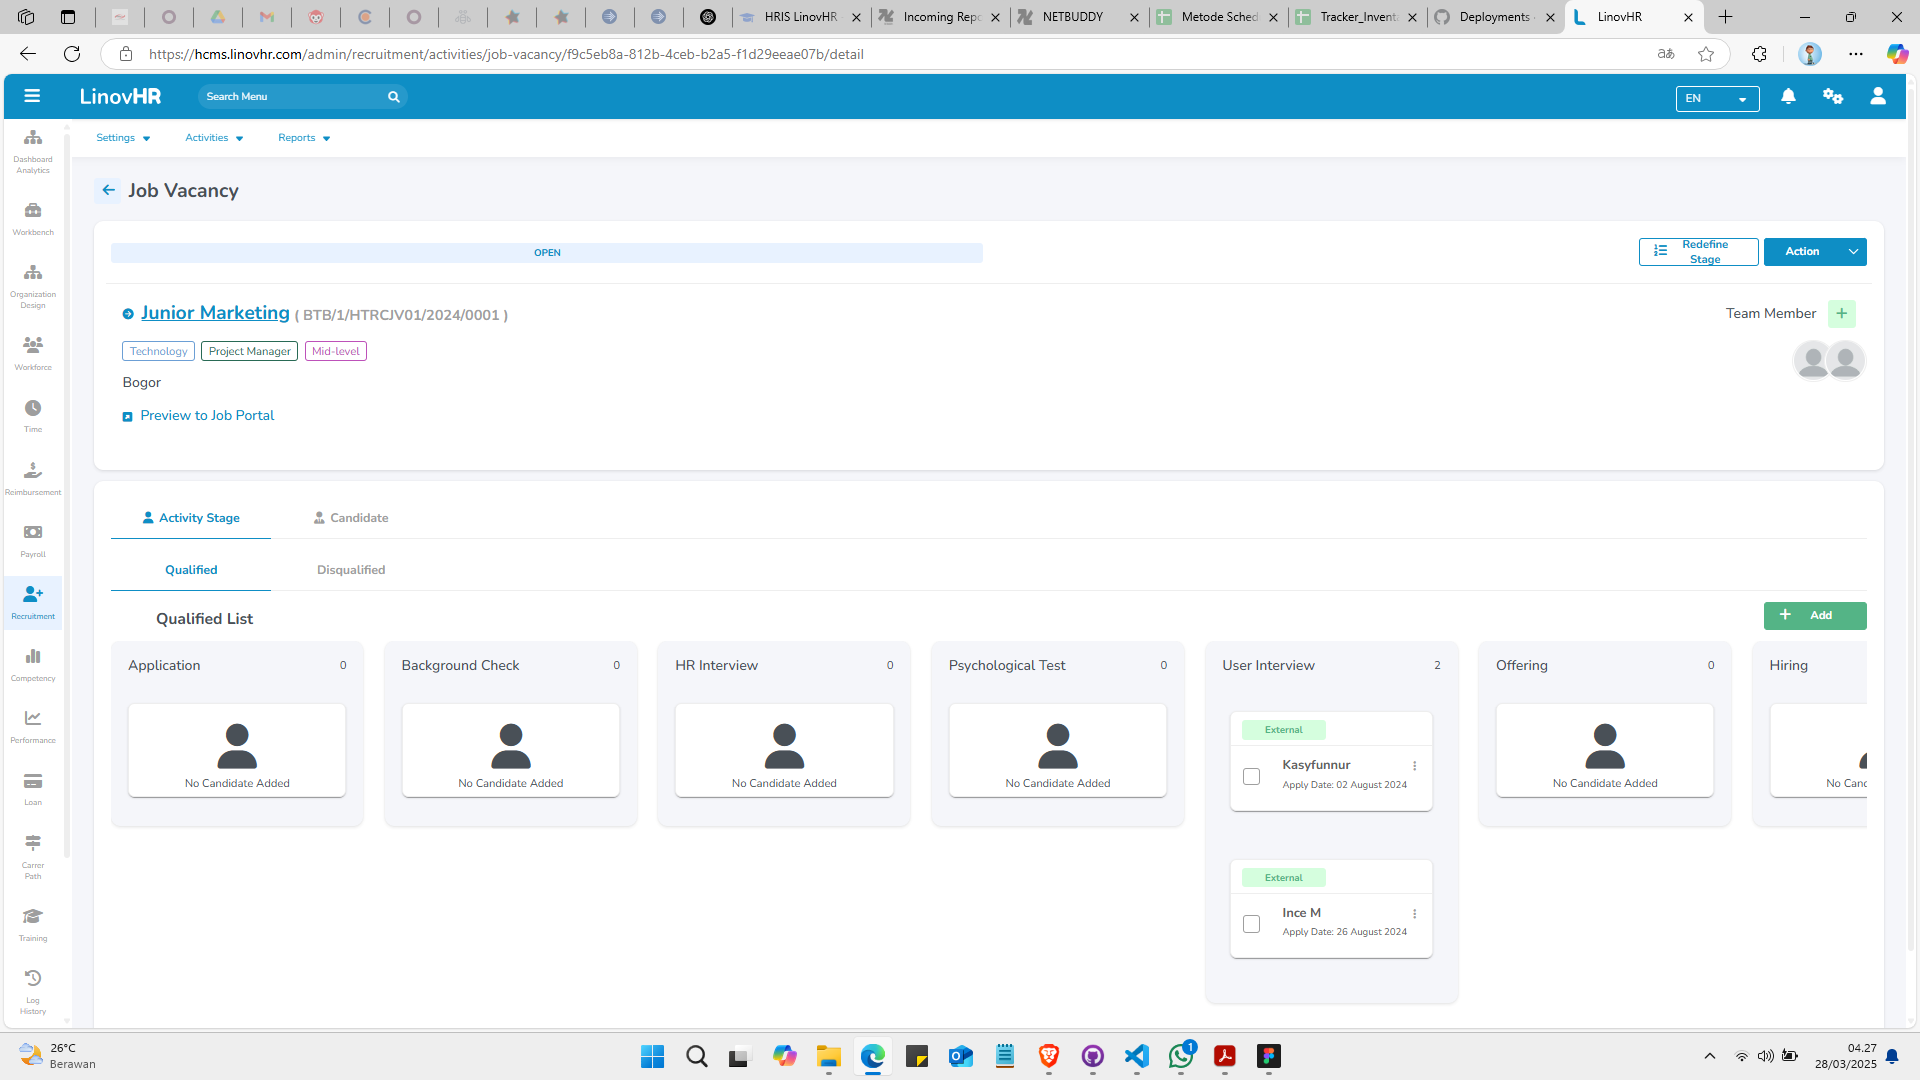 HRIS LinovHR
Incoming Repo
NETBUDDY
Metode Sched
Tracker_Invent
Deployments
LinovHR
https://hcms.linovhr.com/admin/recruitment/activities/job-vacancy/f9c5eb8a-812b-4ceb-b2a5-f1d29eeae07b/detail
LinovHR
Search Menu
EN
Settings
Activities
Reports
Dashboard
Analytics
Workbench
Organization
Design
Workforce
Time
Reimbursement
Payroll
Recruitment
Competency
Performance
Loan
Carrer
Path
Training
Log
History
Job Vacancy
OPEN
Redefine
Stage
Action
Junior Marketing ( BTB/1/HTRCJV01/2024/0001 )
Team Member
Technology
Project Manager
Mid-level
Bogor
Preview to Job Portal
Activity Stage
Candidate
Qualified
Disqualified
Qualified List
Add
Application 0
No Candidate Added
Background Check 0
No Candidate Added
HR Interview 0
No Candidate Added
Psychological Test 0
No Candidate Added
User Interview 2
External
Kasyfunnur
Apply Date: 02 August 2024
External
Ince M
Apply Date: 26 August 2024
Offering 0
No Candidate Added
Hiring
No Canc
26°C
Berawan
1
04.27
28/03/2025